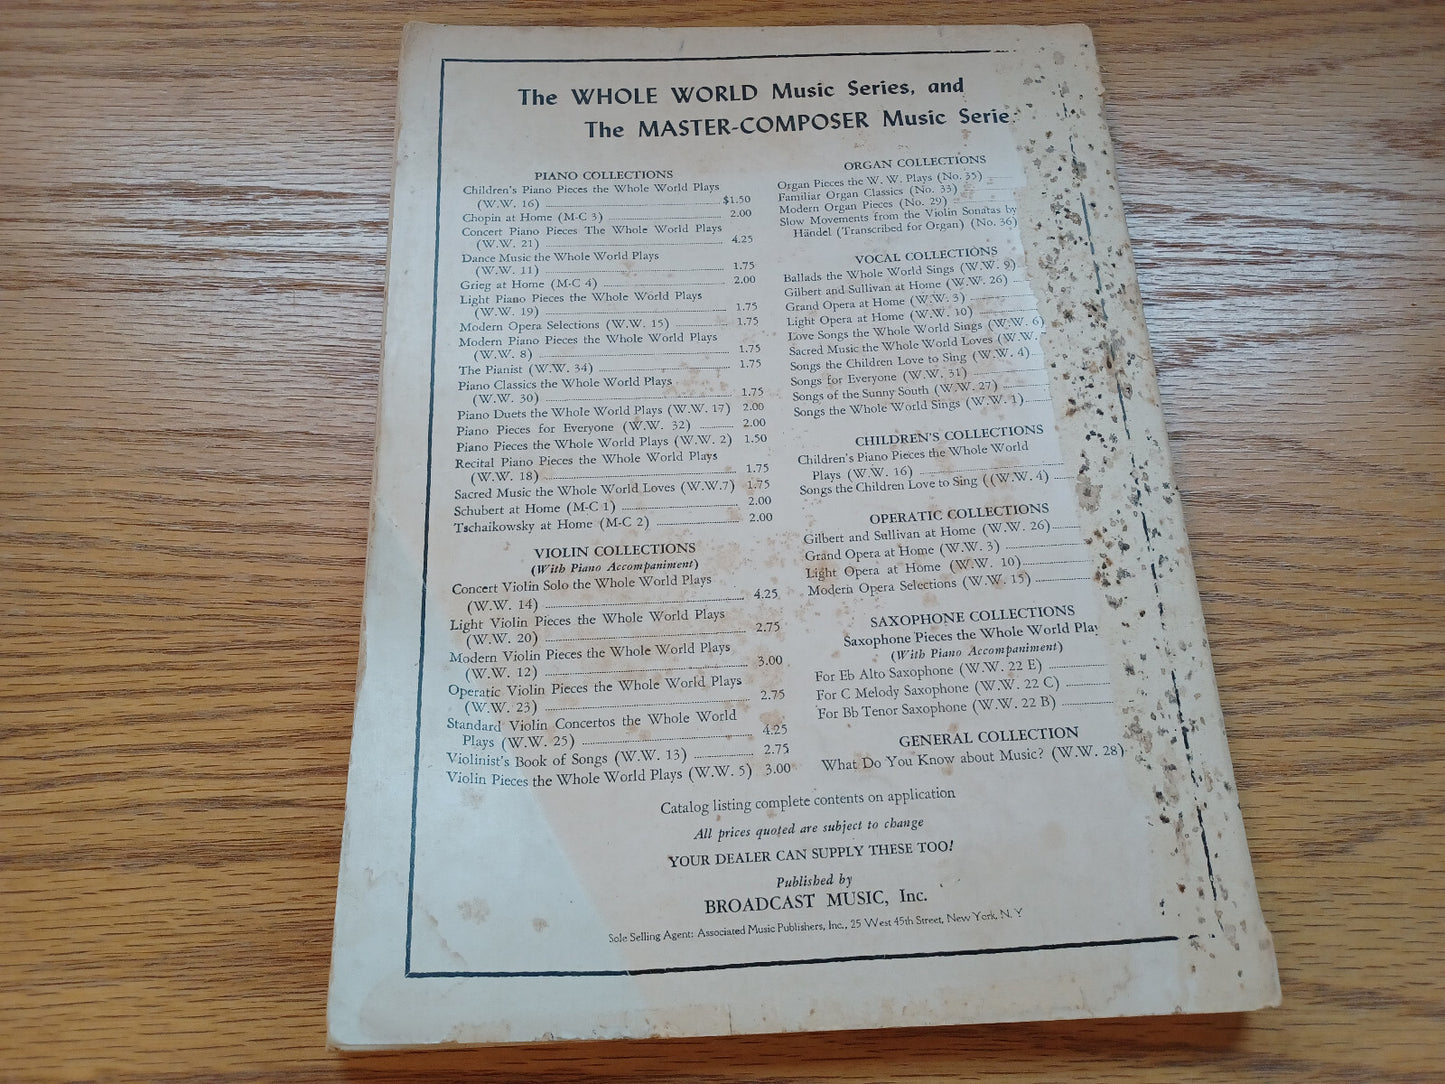 The WHOLE WORLD Music Series, and
The MASTER-COMPOSER Music Serie
PIANO COLLECTIONS
Children's Piano Pieces the Whole World Plays
(W.W. 16) $1.50
Chopin at Home (M-C 3) 2.00
Concert Piano Pieces The Whole World Plays
(W.W. 21) 4.25
Dance Music the Whole World Plays
(W.W. 11) 1.75
Grieg at Home (M-C 4) 2.00
Light Piano Pieces the Whole World Plays
(W.W. 19) 1.75
Modern Opera Selections (W.W. 15) 1.75
Modern Piano Pieces the Whole World Plays
(W.W. 8) 1.75
The Pianist (W.W. 34) 1.75
Piano Classics the Whole World Plays
(W.W. 30) 1.75
Piano Duets the Whole World Plays (W.W. 17) 2.00
Piano Pieces for Everyone (W.W. 32) 2.00
Piano Pieces the Whole World Plays (W.W. 2) 1.50
Recital Piano Pieces the Whole World Plays
(W.W. 18) 1.75
Sacred Music the Whole World Loves (W.W.7) 1.75
Schubert at Home (M-C 1) 2.00
Tschaikowsky at Home (M-C 2) 2.00
VIOLIN COLLECTIONS
(With Piano Accompaniment)
Concert Violin Solo the Whole World Plays
(W.W. 14) 4.25
Light Violin Pieces the Whole World Plays
(W.W. 20) 2.75
Modern Violin Pieces the Whole World Plays
(W.W. 12) 3.00
Operatic Violin Pieces the Whole World Plays
(W.W. 23) 2.75
Standard Violin Concertos the Whole World
Plays (W.W. 25) 4.25
Violinist's Book of Songs (W.W. 13) 2.75
Violin Pieces the Whole World Plays (W.W. 5) 3.00
ORGAN COLLECTIONS
Organ Pieces the W. W. Plays (No. 35)
Familiar Organ Classics (No. 33)
Modern Organ Pieces (No. 29)
Slow Movements from the Violin Sonatas by
Händel (Transcribed for Organ) (No. 36)
VOCAL COLLECTIONS
Ballads the Whole World Sings (W.W. 9)
Gilbert and Sullivan at Home (W.W. 26)
Grand Opera at Home (W.W. 3)
Light Opera at Home (W.W. 10)
Love Songs the Whole World Sings (W.W. 6)
Sacred Music the Whole World Loves (W.W.
Songs the Children Love to Sing (W.W. 4)
Songs for Everyone (W.W. 31)
Songs of the Sunny South (W.W. 27)
Songs the Whole World Sings (W.W. 1)
CHILDREN'S COLLECTIONS
Children's Piano Pieces the Whole World
Plays (W.W. 16)
Songs the Children Love to Sing ((W.W. 4)
OPERATIC COLLECTIONS
Gilbert and Sullivan at Home (W.W. 26)
Grand Opera at Home (W.W. 3)
Light Opera at Home (W.W. 10)
Modern Opera Selections (W.W. 15)
SAXOPHONE COLLECTIONS
Saxophone Pieces the Whole World Play
(With Piano Accompaniment)
For Eb Alto Saxophone (W.W. 22 E)
For C Melody Saxophone (W.W. 22 C)
For Bb Tenor Saxophone (W.W. 22 B)
GENERAL COLLECTION
What Do You Know about Music? (W.W. 28)
Catalog listing complete contents on application
All prices quoted are subject to change
YOUR DEALER CAN SUPPLY THESE TOO!
Published by
BROADCAST MUSIC, Inc.
Sole Selling Agent: Associated Music Publishers, Inc., 25 West 45th Street, New York, N. Y